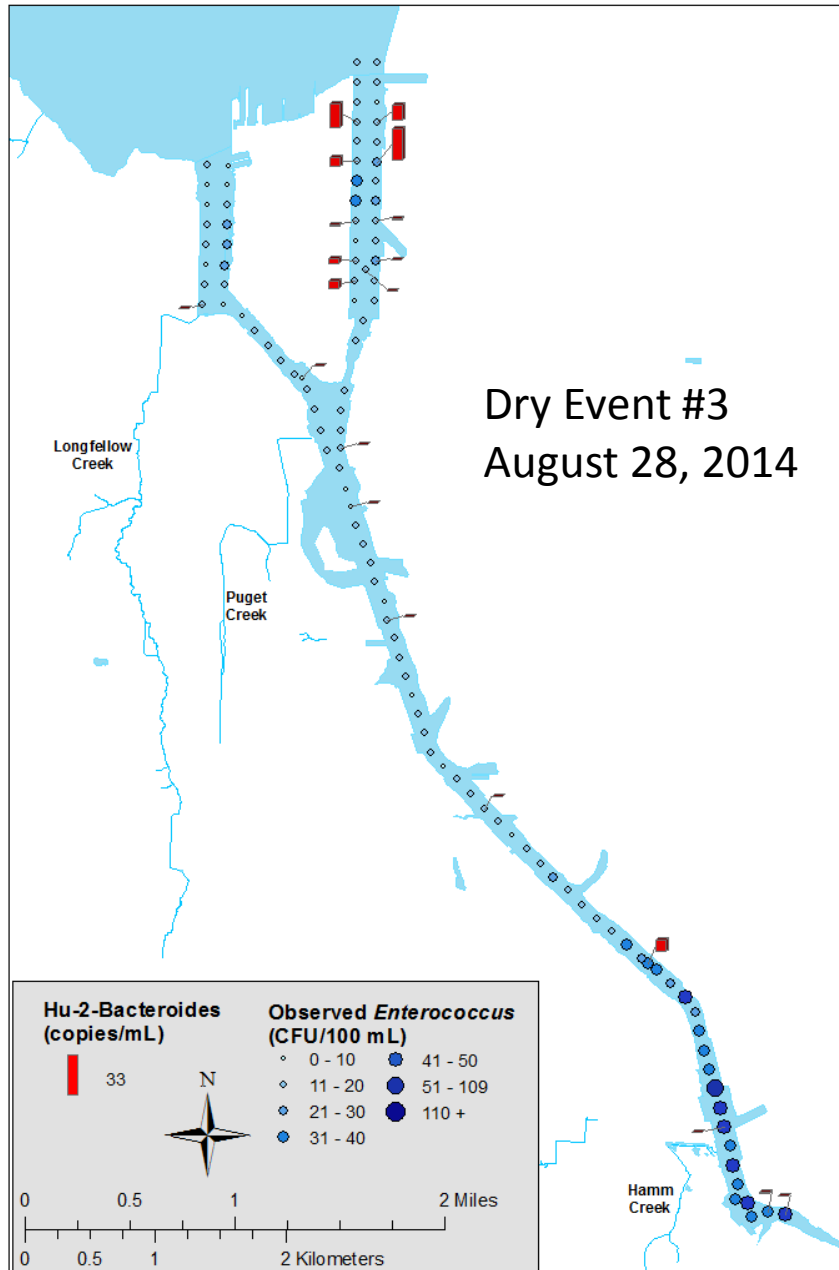 Dry Event #3
August 28, 2014
Longfellow
Creek
Puget
Creek
Hamm
Creek
Hu-2-Bacteroides
(copies/mL)
33
N
Observed Enterococcus
(CFU/100 mL)
0 - 10
11 - 20
21 - 30
31 - 40
41 - 50
51 - 109
110 +
0 0.5 1 2 Miles
0 0.5 1 2 Kilometers